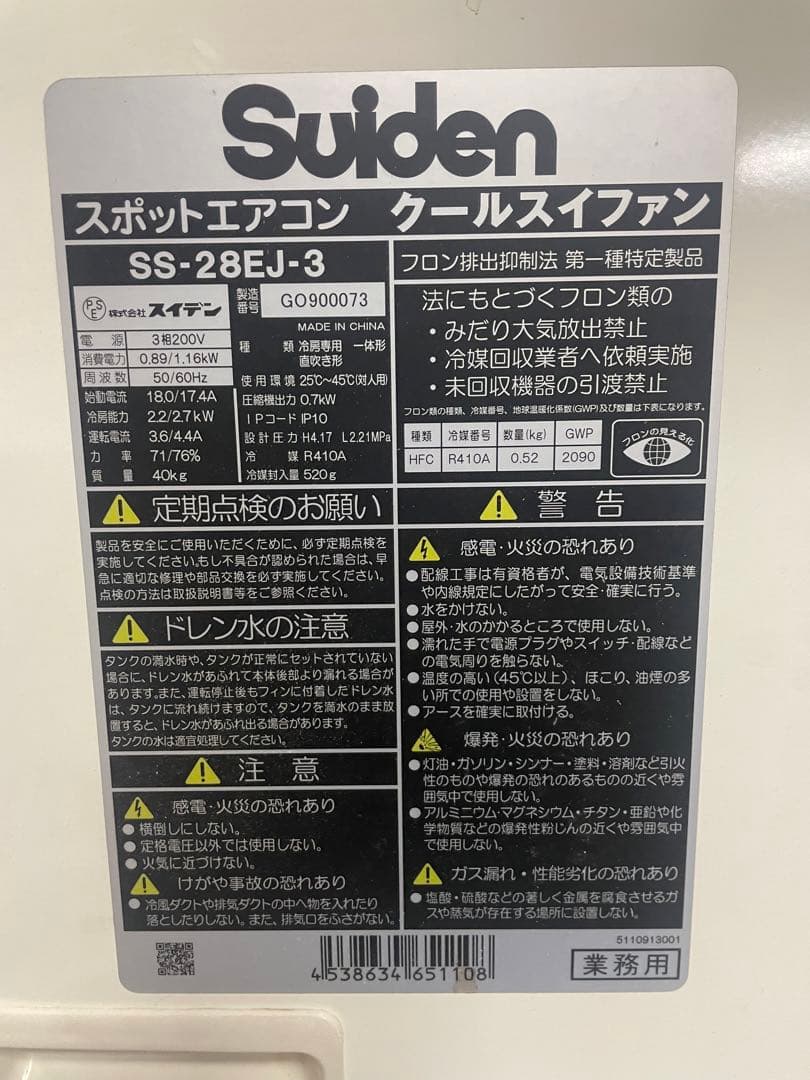 Suiden
スポットエアコン クールスイファン
SS-28EJ-3
PSE 株式会社 スイデン
製造番号 GO900073
MADE IN CHINA
電源 3相200V
消費電力 0.89/1.16kW
周波数 50/60Hz
始動電流 18.0/17.4A
冷房能力 2.2/2.7kW
運転電流 3.6/4.4A
力率 71/76%
質量 40kg
種類 冷房専用 一体形
直吹き形
使用環境 25℃〜45℃(対人用)
圧縮機出力 0.7kW
IPコード IP10
設計圧力 H4.17 L2.21MPa
冷媒 R410A
冷媒封入量 520g
定期点検のお願い
製品を安全にご使用いただくために、必ず定期点検を
実施してください。もし不具合が認められた場合は、早
急に適切な修理や部品交換を必ず実施してください。
点検の方法は取扱説明書等をご参照ください。
ドレン水の注意
タンクの満水時や、タンクが正常にセットされていない
場合に、ドレン水があふれて本体後部より漏れる場合が
あります。また、運転停止後もフィンに付着したドレン水
は、タンクに流れ続けますので、タンクを満水のまま放
置すると、ドレン水があふれ出る場合があります。
タンクの水は適宜処理してください。
注意
感電・火災の恐れあり
●横倒しにしない。
●定格電圧以外では使用しない。
●火気に近づけない。
けがや事故の恐れあり
●冷風ダクトや排気ダクトの中へ物を入れたり
落としたりしない。また、排気口をふさがない。
フロン排出抑制法 第一種特定製品
法にもとづくフロン類の
・みだり大気放出禁止
・冷媒回収業者へ依頼実施
・未回収機器の引渡禁止
フロン類の種類、冷媒番号、地球温暖化係数(GWP)及び数量は下表になります。
種類 冷媒番号 数量(kg) GWP
HFC R410A 0.52 2090
フロンの見える化
警告
感電・火災の恐れあり
●配線工事は有資格者が、電気設備技術基準
や内線規定にしたがって安全・確実に行う。
●水をかけない。
●屋外・水のかかるところで使用しない。
●濡れた手で電源プラグやスイッチ・配線など
の電気周りを触らない。
●温度の高い(45℃以上)、ほこり、油煙の多
い所での使用や設置をしない。
●アースを確実に取付ける。
爆発・火災の恐れあり
●灯油・ガソリン・シンナー・塗料・溶剤など引火
性のものや爆発の恐れのあるものの近くや雰
囲気中で使用しない。
●アルミニウム・マグネシウム・チタン・亜鉛や化
学物質などの爆発性粉じんの近くや雰囲気中
で使用しない。
ガス漏れ・性能劣化の恐れあり
●塩酸・硫酸などの著しく金属を腐食させるガ
スや蒸気が存在する場所に設置しない。
5110913001
4538634 651108
業務用